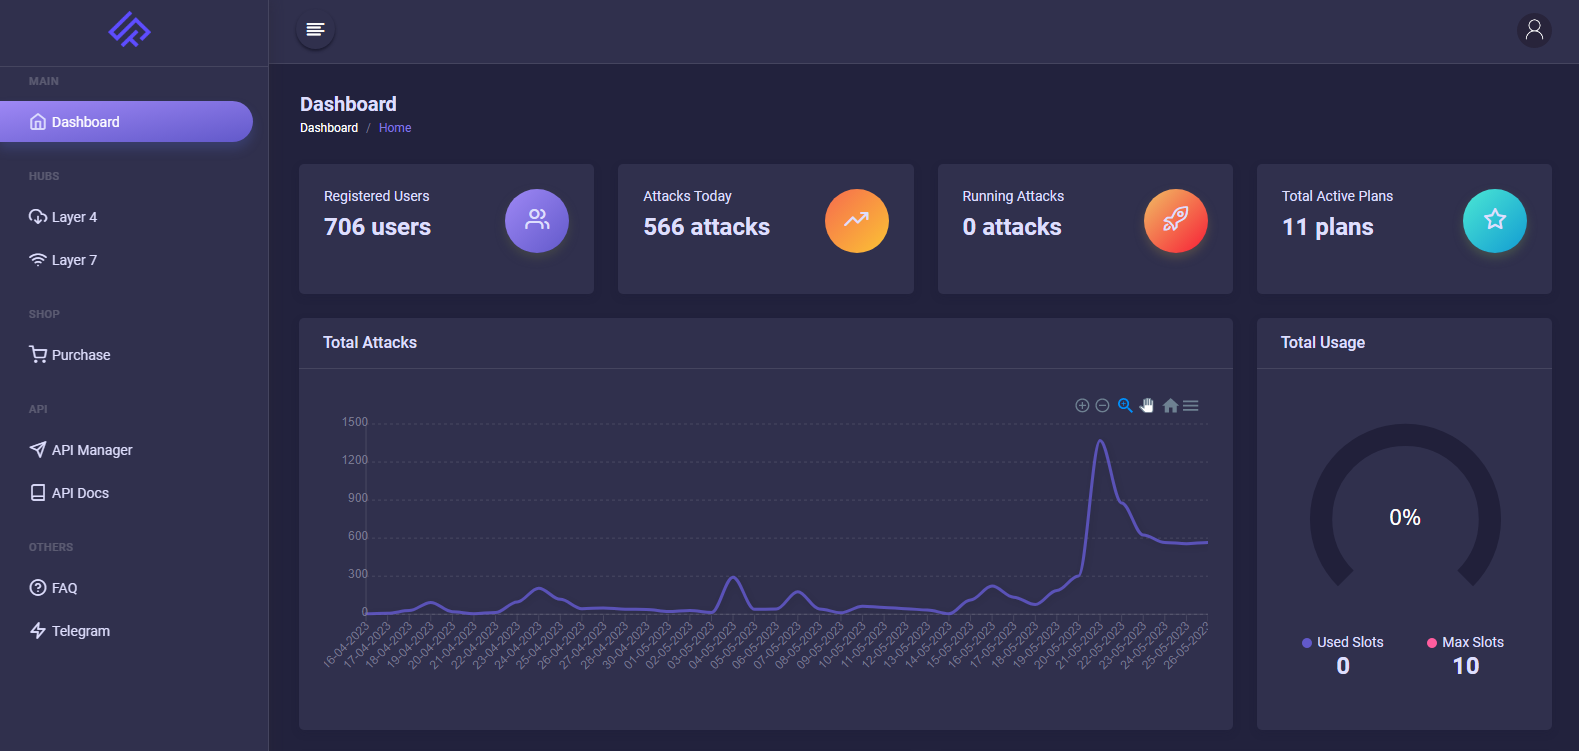 MAIN
Dashboard
HUBS
Layer 4
Layer 7
SHOP
Purchase
API
API Manager
API Docs
OTHERS
FAQ
Telegram
Dashboard
Dashboard / Home
Registered Users
706 users
Attacks Today
566 attacks
Running Attacks
0 attacks
Total Active Plans
11 plans
Total Attacks
1500
1200
900
600
300
0
16-04-2023
17-04-2023
18-04-2023
19-04-2023
20-04-2023
21-04-2023
22-04-2023
23-04-2023
24-04-2023
25-04-2023
26-04-2023
27-04-2023
28-04-2023
30-04-2023
01-05-2023
02-05-2023
03-05-2023
04-05-2023
05-05-2023
06-05-2023
07-05-2023
08-05-2023
09-05-2023
10-05-2023
11-05-2023
12-05-2023
13-05-2023
14-05-2023
15-05-2023
16-05-2023
17-05-2023
18-05-2023
19-05-2023
20-05-2023
21-05-2023
22-05-2023
23-05-2023
24-05-2023
25-05-2023
26-05-2023
Total Usage
0%
Used Slots
0
Max Slots
10